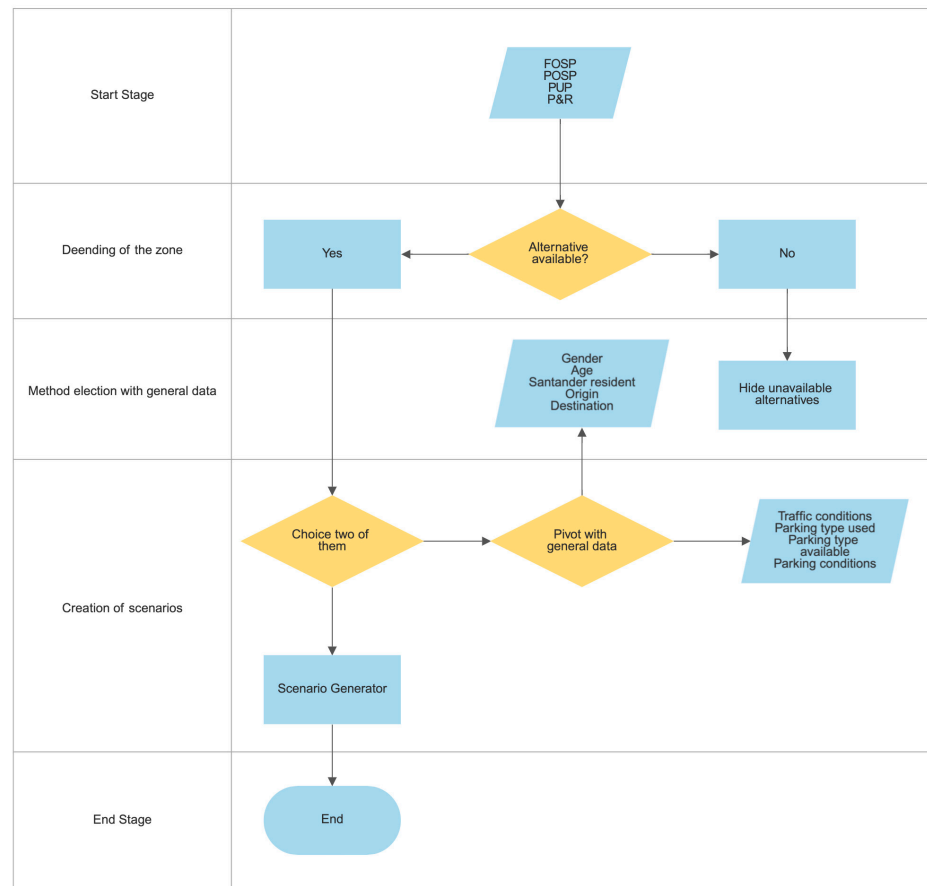 Start Stage
FOSP
POSP
PUP
P&R
Deending of the zone
Yes
Alternative
available?
No
Method election with general data
Gender
Age
Santander resident
Origin
Destination
Hide unavailable
alternatives
Creation of scenarios
Choice two of
them
Pivot with
general data
Traffic conditions
Parking type used
Parking type
available
Parking conditions
Scenario Generator
End Stage
End